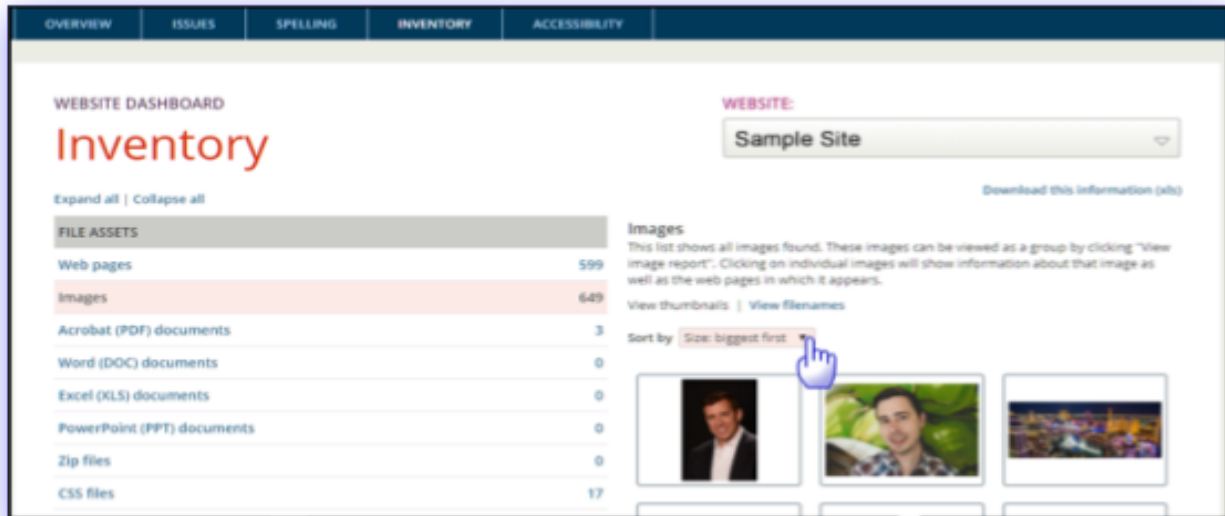 OVERVIEW ISSUES SPELLING INVENTORY ACCESSIBILITY
WEBSITE DASHBOARD
Inventory
WEBSITE:
Sample Site
Download this information (xls)
Expand all | Collapse all
FILE ASSETS
Web pages 599
Images 649
Acrobat (PDF) documents 3
Word (DOC) documents 0
Excel (XLS) documents 0
PowerPoint (PPT) documents 0
Zip files 0
CSS files 17
Images
This list shows all images found. These images can be viewed as a group by clicking "View
image report". Clicking on individual images will show information about that image as
well as the web pages in which it appears.
View thumbnails | View filenames
Sort by Size: biggest first